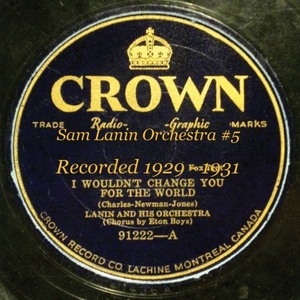 CROWN
TRADE Radio-Graphic MARKS
Sam Lanin Orchestra #5
Recorded 1929 - 1931
Fox Trot
I WOULDN'T CHANGE YOU
FOR THE WORLD
(Charles-Newman-Jones)
LANIN AND HIS ORCHESTRA
(Chorus by Eton Boys)
91222—A
CROWN RECORD CO. LACHINE MONTREAL CANADA